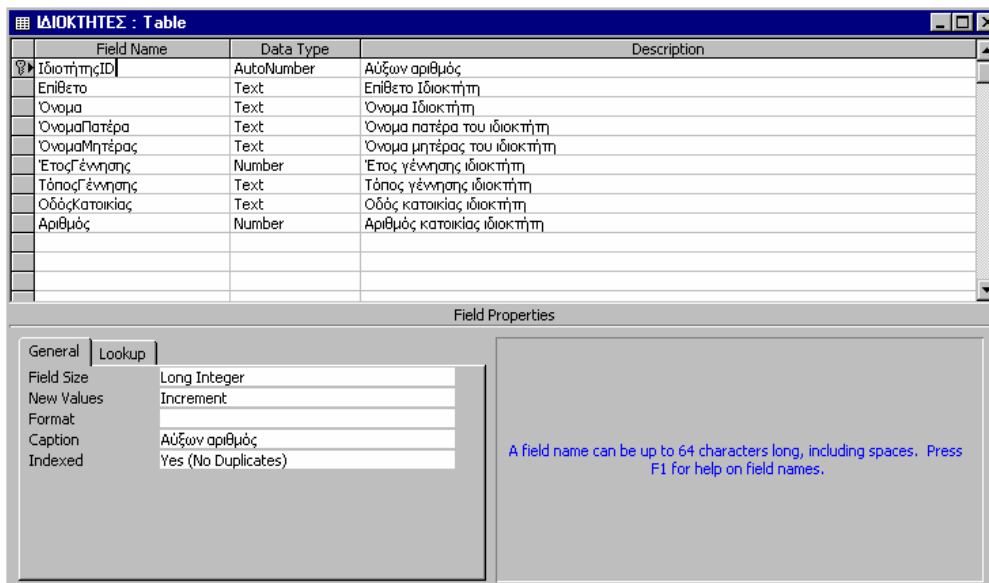 ΙΔΙΟΚΤΗΤΕΣ : Table
Field Name Data Type Description
ΙδιοτήτηςID AutoNumber Αύξων αριθμός
Επίθετο Text Επίθετο Ιδιοκτήτη
Όνομα Text Όνομα Ιδιοκτήτη
ΌνομαΠατέρα Text Όνομα πατέρα του ιδιοκτήτη
ΌνομαΜητέρας Text Όνομα μητέρας του ιδιοκτήτη
ΈτοςΓέννησης Number Έτος γέννησης ιδιοκτήτη
ΤόποςΓέννησης Text Τόπος γέννησης ιδιοκτήτη
ΟδόςΚατοικίας Text Οδός κατοικίας ιδιοκτήτη
Αριθμός Number Αριθμός κατοικίας ιδιοκτήτη
Field Properties
General Lookup
Field Size Long Integer
New Values Increment
Format
Caption Αύξων αριθμός
Indexed Yes (No Duplicates)
A field name can be up to 64 characters long, including spaces. Press
F1 for help on field names.